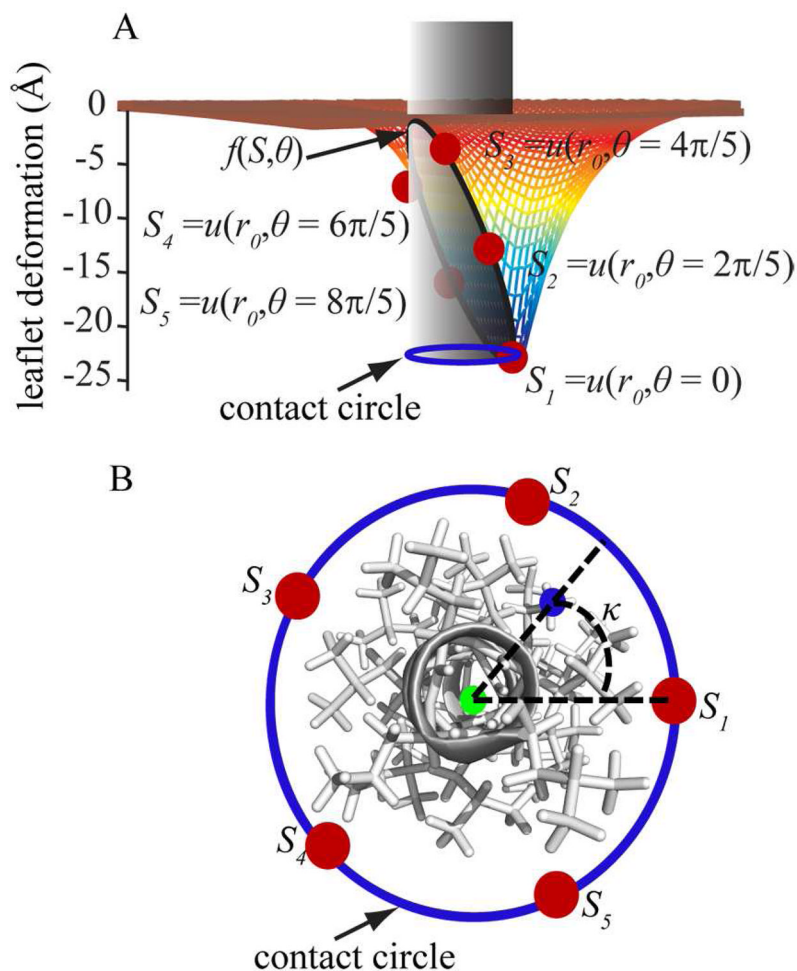 A
leaflet deformation (Å)
0
-5
-10
-15
-20
-25
f(S,θ)
S3 =u(r0,θ = 4π/5)
S4 =u(r0,θ = 6π/5)
S2 =u(r0,θ = 2π/5)
S5 =u(r0,θ = 8π/5)
S1 =u(r0,θ = 0)
contact circle
B
S2
S3
κ
S1
S4
S5
contact circle